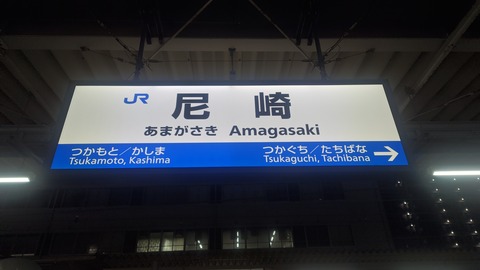 JR 尼崎
あまがさき Amagasaki
つかもと／かしま つかぐち／たちばな
Tsukamoto, Kashima Tsukaguchi, Tachibana →